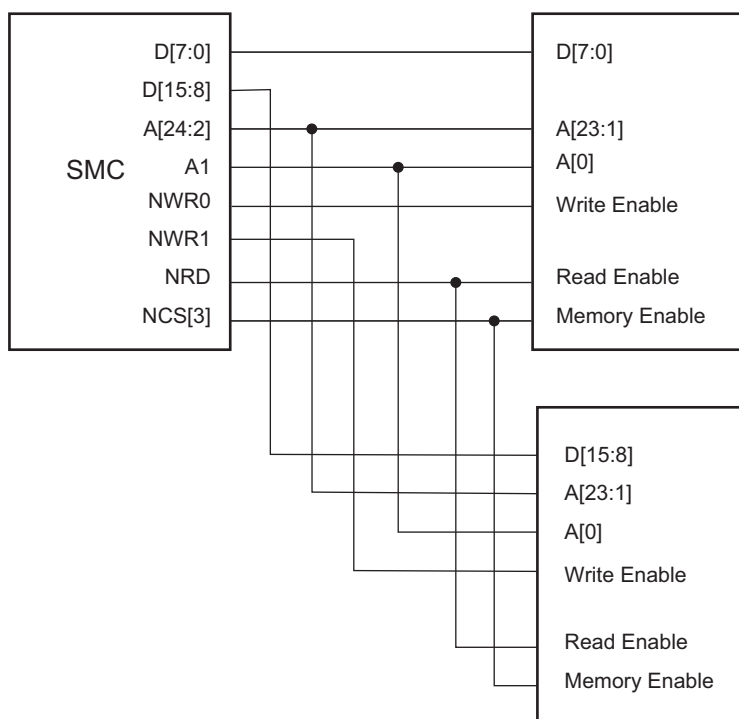 D[7:0]
D[15:8]
A[24:2]
SMC
A1
NWR0
NWR1
NRD
NCS[3]
D[7:0]
A[23:1]
A[0]
Write Enable
Read Enable
Memory Enable
D[15:8]
A[23:1]
A[0]
Write Enable
Read Enable
Memory Enable